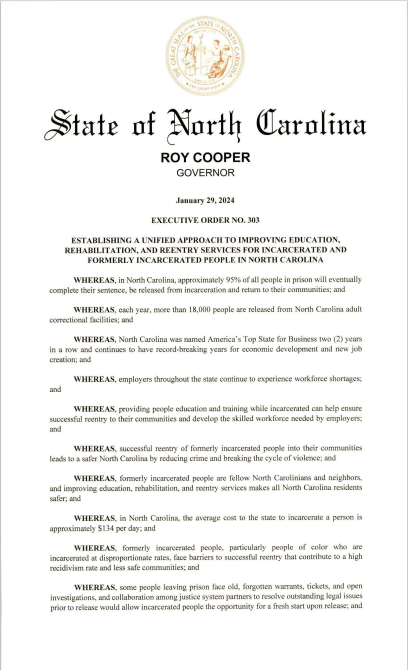 THE GREAT SEAL OF THE STATE OF NORTH CAROLINA
State of North Carolina
ROY COOPER
GOVERNOR
January 29, 2024
EXECUTIVE ORDER NO. 303
ESTABLISHING A UNIFIED APPROACH TO IMPROVING EDUCATION,
REHABILITATION, AND REENTRY SERVICES FOR INCARCERATED AND
FORMERLY INCARCERATED PEOPLE IN NORTH CAROLINA
WHEREAS, in North Carolina, approximately 95% of all people in prison will eventually
complete their sentence, be released from incarceration and return to their communities; and
WHEREAS, each year, more than 18,000 people are released from North Carolina adult
correctional facilities; and
WHEREAS, North Carolina was named America's Top State for Business two (2) years
in a row and continues to have record-breaking years for economic development and new job
creation; and
WHEREAS, employers throughout the state continue to experience workforce shortages;
and
WHEREAS, providing people education and training while incarcerated can help ensure
successful reentry to their communities and develop the skilled workforce needed by employers;
and
WHEREAS, successful reentry of formerly incarcerated people into their communities
leads to a safer North Carolina by reducing crime and breaking the cycle of violence; and
WHEREAS, formerly incarcerated people are fellow North Carolinians and neighbors,
and improving education, rehabilitation, and reentry services makes all North Carolina residents
safer; and
WHEREAS, in North Carolina, the average cost to the state to incarcerate a person is
approximately $134 per day; and
WHEREAS, formerly incarcerated people, particularly people of color who are
incarcerated at disproportionate rates, face barriers to successful reentry that contribute to a high
recidivism rate and less safe communities; and
WHEREAS, some people leaving prison face old, forgotten warrants, tickets, and open
investigations, and collaboration among justice system partners to resolve outstanding legal issues
prior to release would allow incarcerated people the opportunity for a fresh start upon release; and